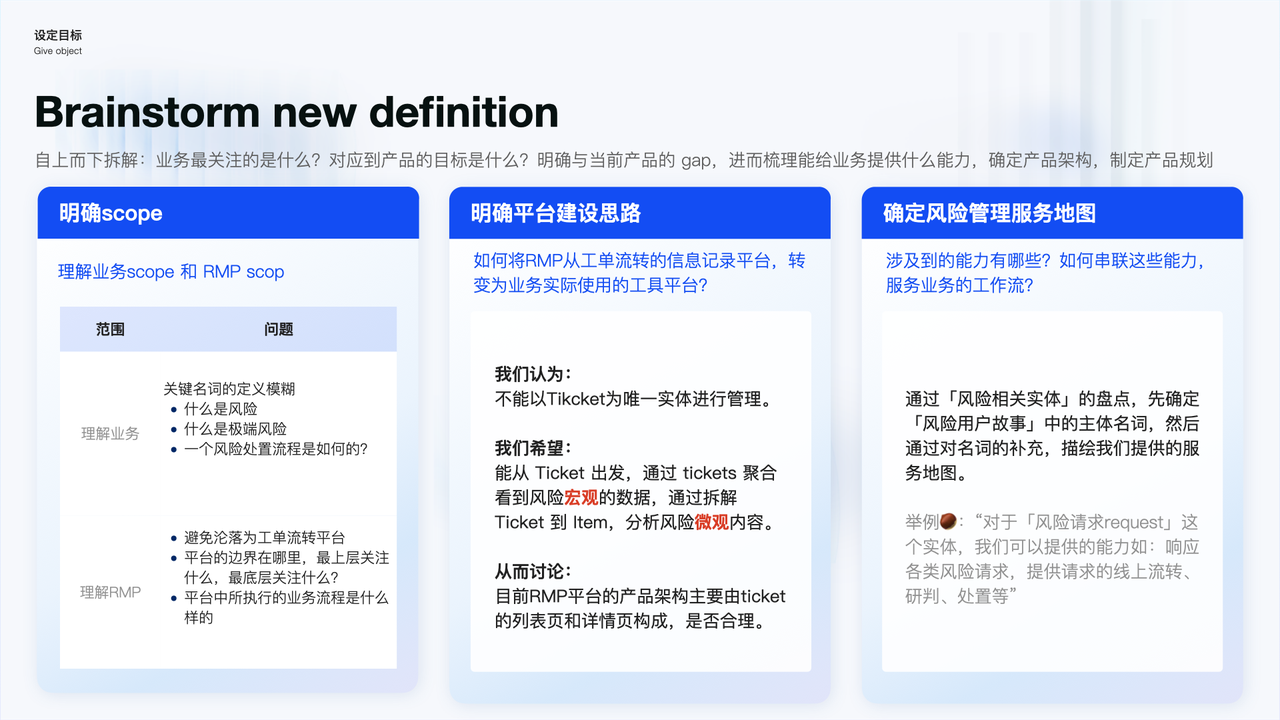 设定目标
Give object
Brainstorm new definition
自上而下拆解：业务最关注的是什么？对应到产品的目标是什么？明确与当前产品的 gap，进而梳理能给业务提供什么能力，确定产品架构，制定产品规划
明确scope
理解业务scope 和 RMP scop
范围
问题
理解业务
关键名词的定义模糊
• 什么是风险
• 什么是极端风险
• 一个风险处置流程是如何的？
理解RMP
• 避免沦落为工单流转平台
• 平台的边界在哪里，最上层关注
什么，最底层关注什么？
• 平台中所执行的业务流程是什么
样的
明确平台建设思路
如何将RMP从工单流转的信息记录平台，转
变为业务实际使用的工具平台？
我们认为：
不能以Tikcket为唯一实体进行管理。
我们希望：
能从 Ticket 出发，通过 tickets 聚合
看到风险宏观的数据，通过拆解
Ticket 到 Item，分析风险微观内容。
从而讨论：
目前RMP平台的产品架构主要由ticket
的列表页和详情页构成，是否合理。
确定风险管理服务地图
涉及到的能力有哪些？如何串联这些能力，
服务业务的工作流？
通过「风险相关实体」的盘点，先确定
「风险用户故事」中的主体名词，然后
通过对名词的补充，描绘我们提供的服
务地图。
举例🌰：“对于「风险请求request」这
个实体，我们可以提供的能力如：响应
各类风险请求，提供请求的线上流转、
研判、处置等”